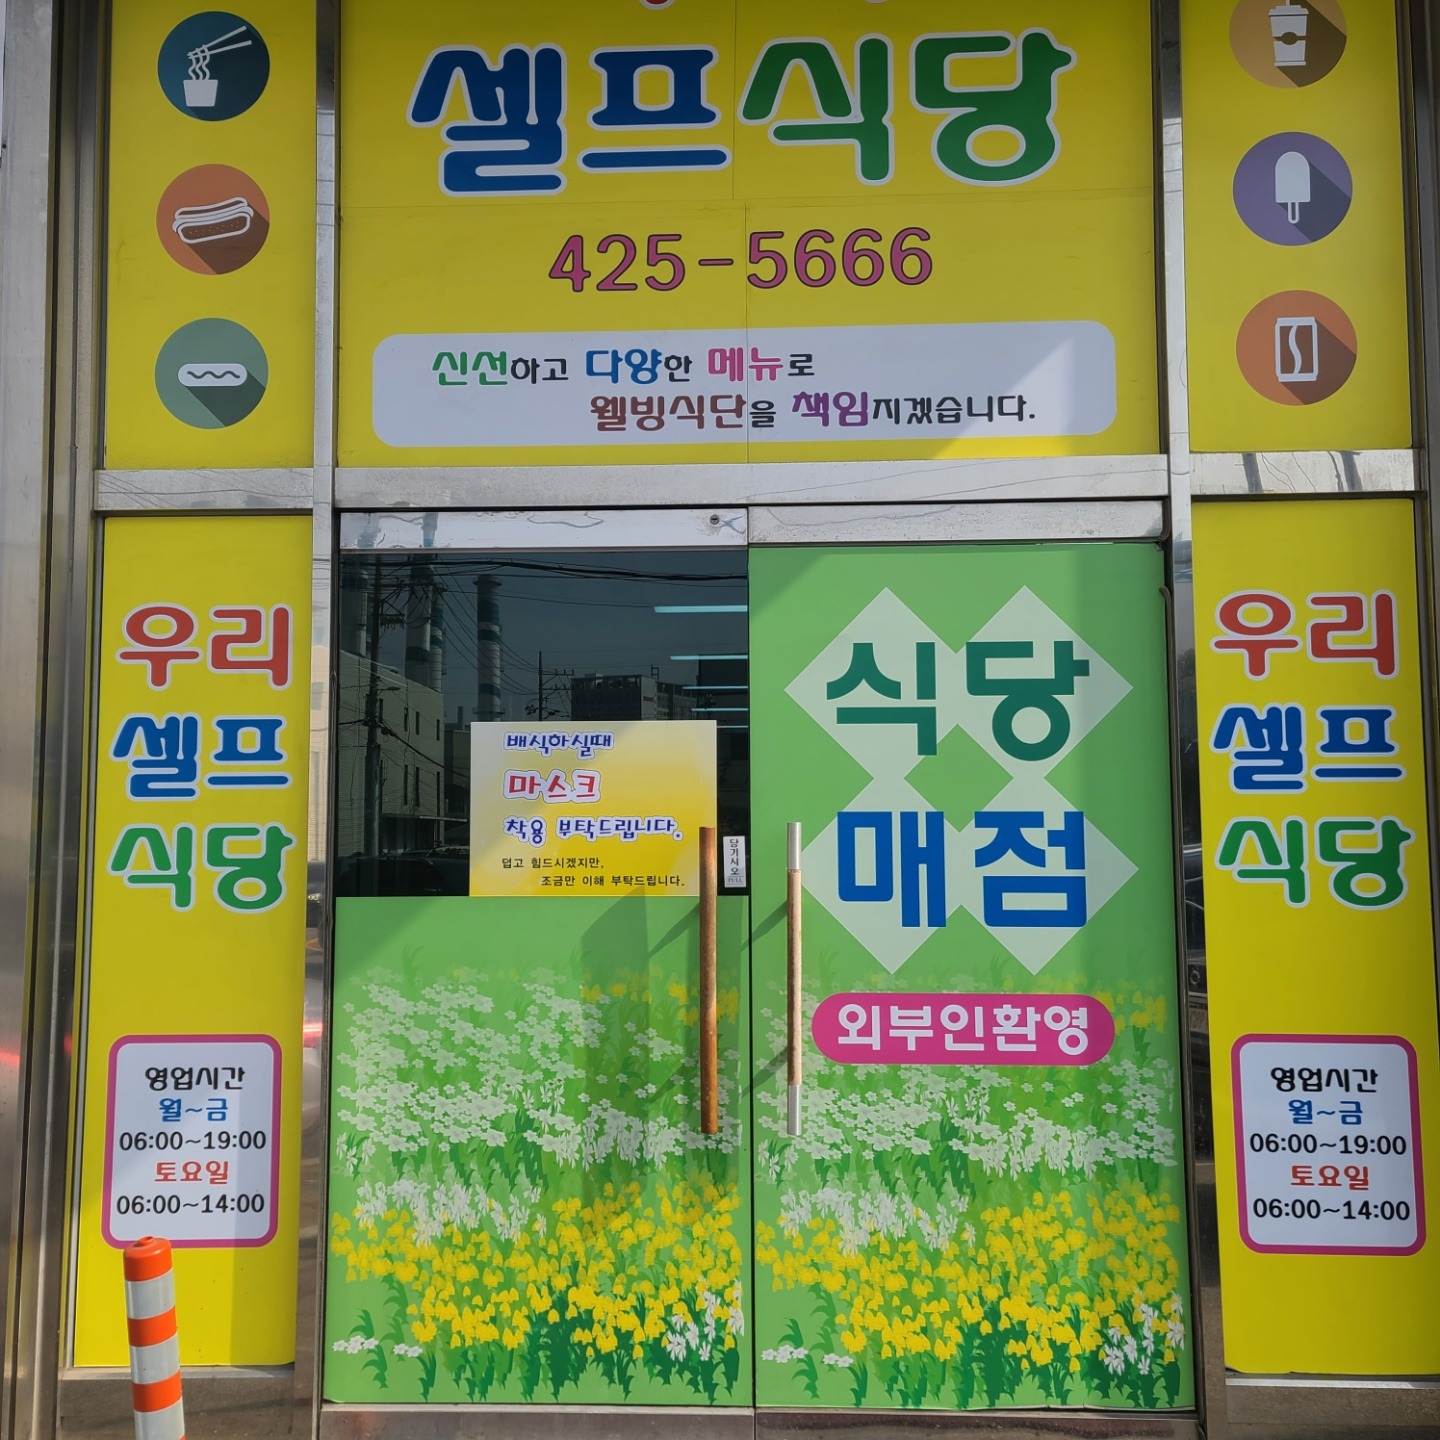 셀프식당
425-5666
신선하고 다양한 메뉴로
웰빙식단을 책임지겠습니다.
우리
셀프
식당
영업시간
월~금
06:00~19:00
토요일
06:00~14:00
배식하실때
마스크
착용 부탁드립니다.
덥고 힘드시겠지만,
조금만 이해 부탁드립니다.
당기시오
PULL
식당
매점
외부인환영
우리
셀프
식당
영업시간
월~금
06:00~19:00
토요일
06:00~14:00